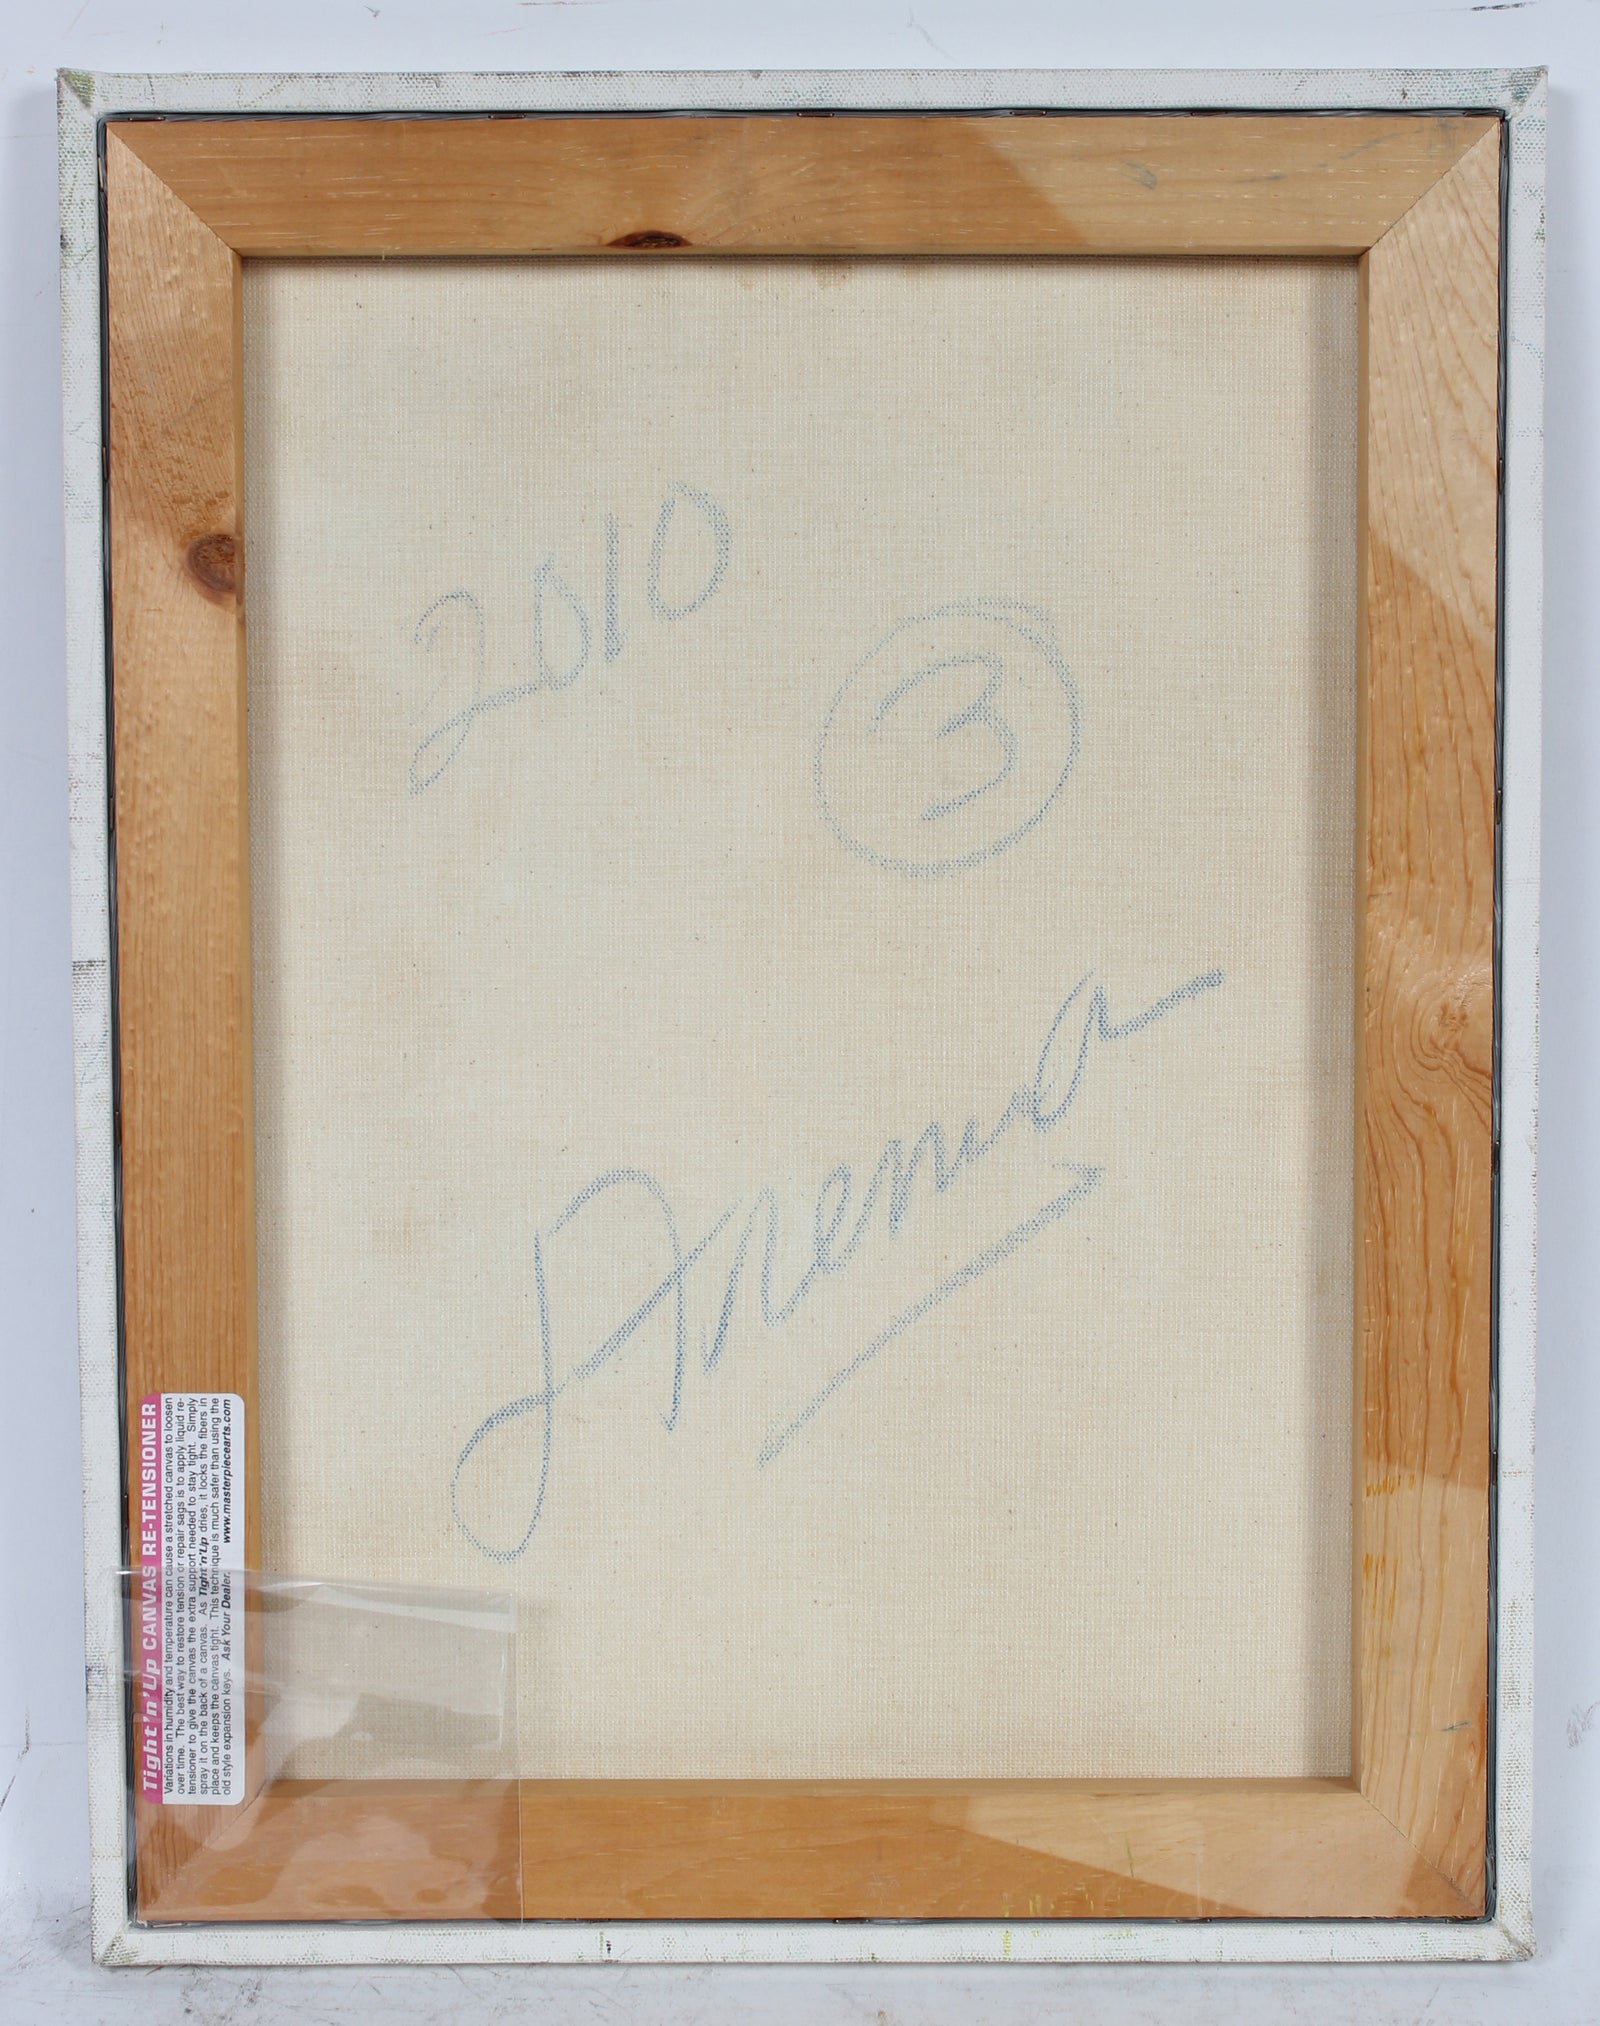 2010
3
Tight'n'Up CANVAS RE-TENSIONER
Variations in humidity and temperature can cause a stretched canvas to loosen
over time. The best way to restore tension or repair sags is to apply liquid re-
tensioner to give the canvas the extra support needed to stay tight. Simply
spray it on the back of a canvas. As Tight'n'Up dries, it locks the fibers in
place and keeps the canvas tight. This technique is much safer than using the
old style expansion keys. Ask Your Dealer. www.masterpiecearts.com